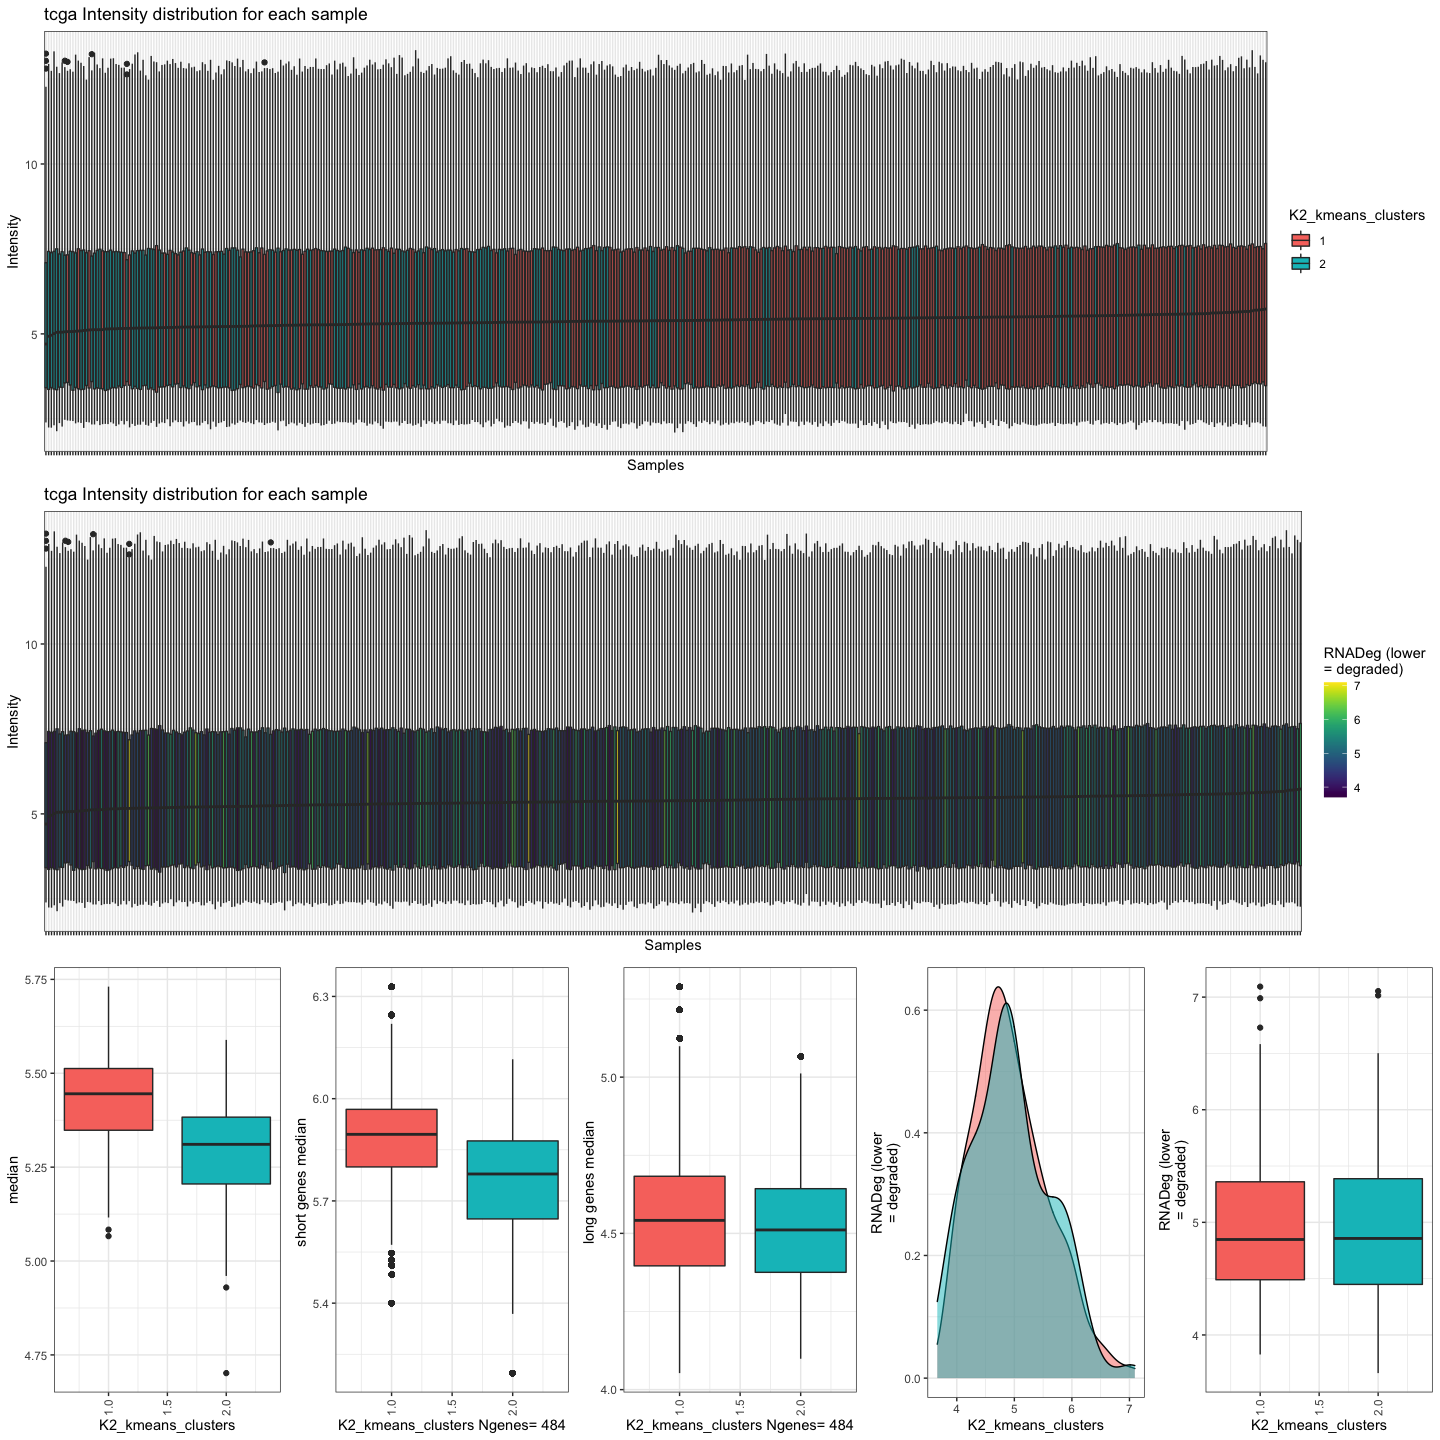 tcga Intensity distribution for each sample
10
5
Intensity
Samples
K2_kmeans_clusters
1
2
tcga Intensity distribution for each sample
10
5
Intensity
Samples
RNADeg (lower
= degraded)
7
6
5
4
5.75
5.50
5.25
5.00
4.75
median
1.0
1.5
2.0
K2_kmeans_clusters
6.3
6.0
5.7
5.4
short genes median
1.0
1.5
2.0
K2_kmeans_clusters Ngenes= 484
5.0
4.5
4.0
long genes median
1.0
1.5
2.0
K2_kmeans_clusters Ngenes= 484
0.6
0.4
0.2
0.0
RNADeg (lower
= degraded)
4
5
6
7
K2_kmeans_clusters
7
6
5
4
RNADeg (lower
= degraded)
1.0
1.5
2.0
K2_kmeans_clusters